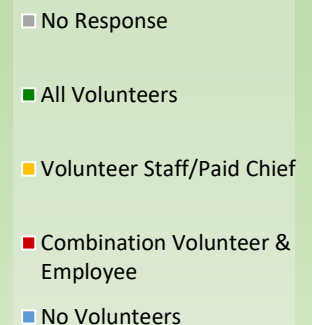 No Response
All Volunteers
Volunteer Staff/Paid Chief
Combination Volunteer &
Employee
No Volunteers